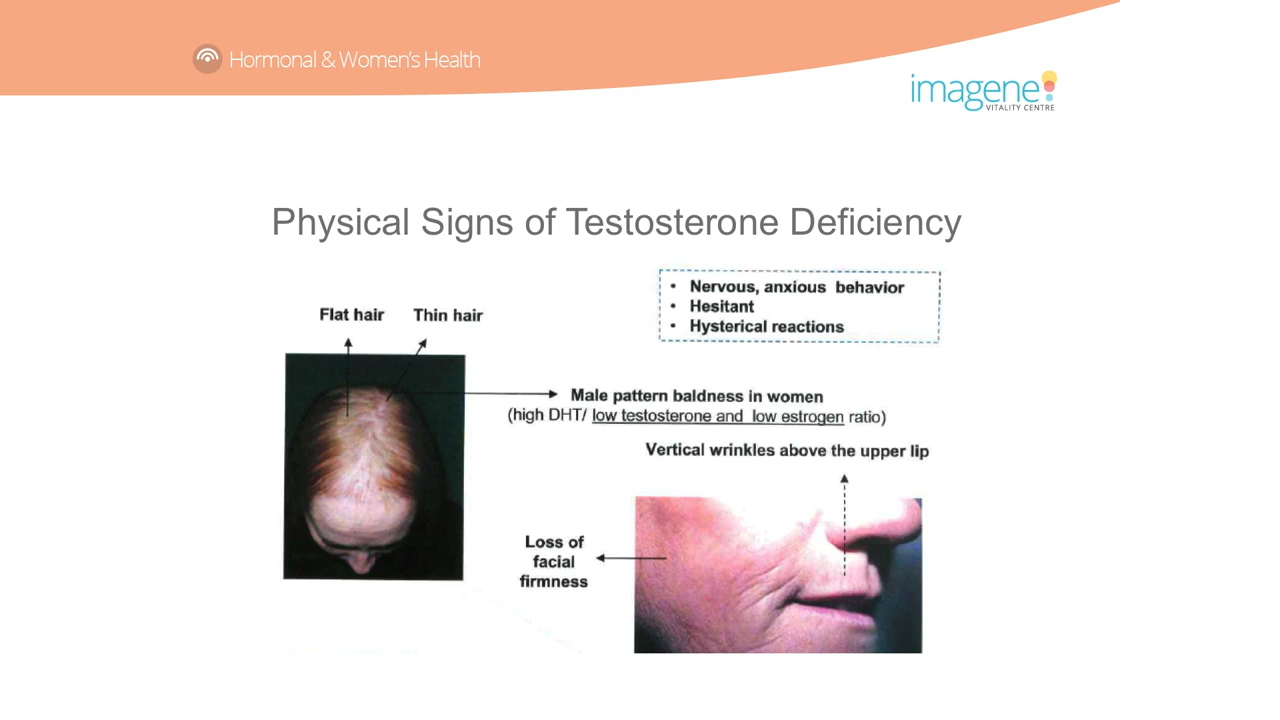 Hormonal & Women's Health
imagene
VITALITY CENTRE
Physical Signs of Testosterone Deficiency
• Nervous, anxious behavior
• Hesitant
• Hysterical reactions
Flat hair
Thin hair
Male pattern baldness in women
(high DHT/ low testosterone and low estrogen ratio)
Vertical wrinkles above the upper lip
Loss of
facial
firmness